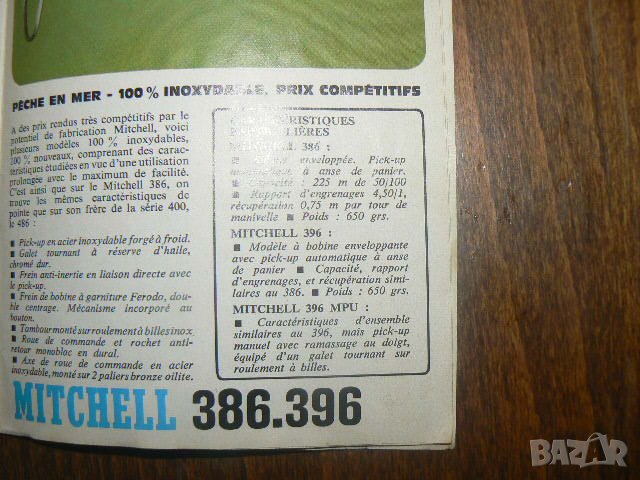 PÊCHE EN MER - 100 % INOXYDABLE, PRIX COMPÉTITIFS
A des prix rendus très compétitifs par le
potentiel de fabrication Mitchell, voici
plusieurs modèles 100 % inoxydables,
100 % nouveaux, comprenant des carac-
téristiques étudiées en vue d'une utilisation
prolongée avec le maximum de facilité.
C'est ainsi que sur le Mitchell 386, on
trouve les mêmes caractéristiques de
pointe que sur son frère de la série 400,
le 486 :
■ Pick-up en acier inoxydable forgé à froid.
■ Galet tournant à réserve d'halle,
chromé dur.
■ Frein anti-inertie en liaison directe avec
le pick-up.
■ Frein de bobine à garniture Ferodo, dou-
ble centrage. Mécanisme incorporé au
bouton.
■ Tambour monté sur roulement à billes inox
■ Roue de commande et rochet anti-
retour monobloc en dural.
■ Axe de roue de commande en acier
inoxydable, monté sur 2 paliers bronze oilite.
CARACTÉRISTIQUES
MITCHELL 386 :
enveloppée. Pick-up
à anse de panier.
■ Capacité : 225 m de 50/100
■ Rapport d'engrenages 4,50/1,
récupération 0,75 m par tour de
manivelle ■ Poids : 650 grs.
MITCHELL 396 :
■ Modèle à bobine enveloppante
avec pick-up automatique à anse
de panier ■ Capacité, rapport
d'engrenages, et récupération simi-
laires au 386. ■ Poids : 650 grs.
MITCHELL 396 MPU :
■ Caractéristiques d'ensemble
similaires au 396, mais pick-up
manuel avec ramassage au doigt,
équipé d'un galet tournant sur
roulement à billes.
MITCHELL 386.396
BAZAR